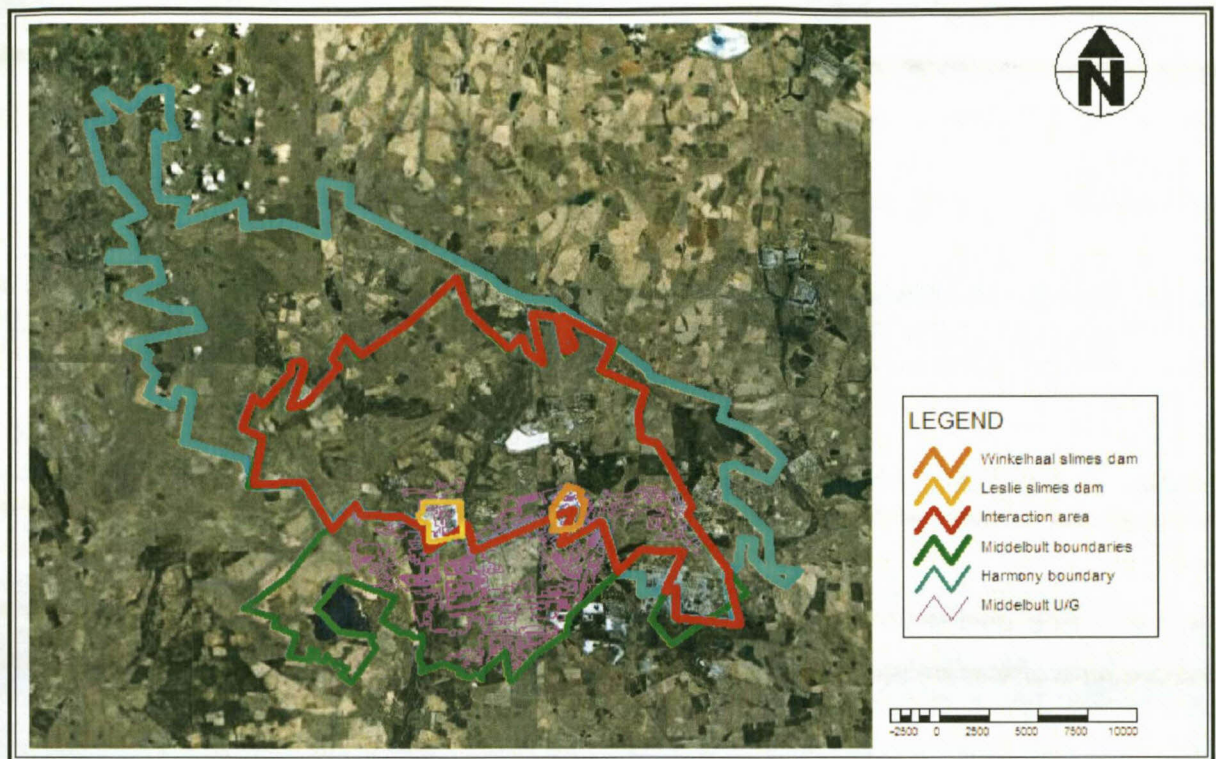 N
LEGEND
Winkelhaal slimes dam
Leslie slimes dam
Interaction area
Middelbult boundaries
Harmony boundary
Middelbult U/G
-2500 0 2500 5000 7500 10000